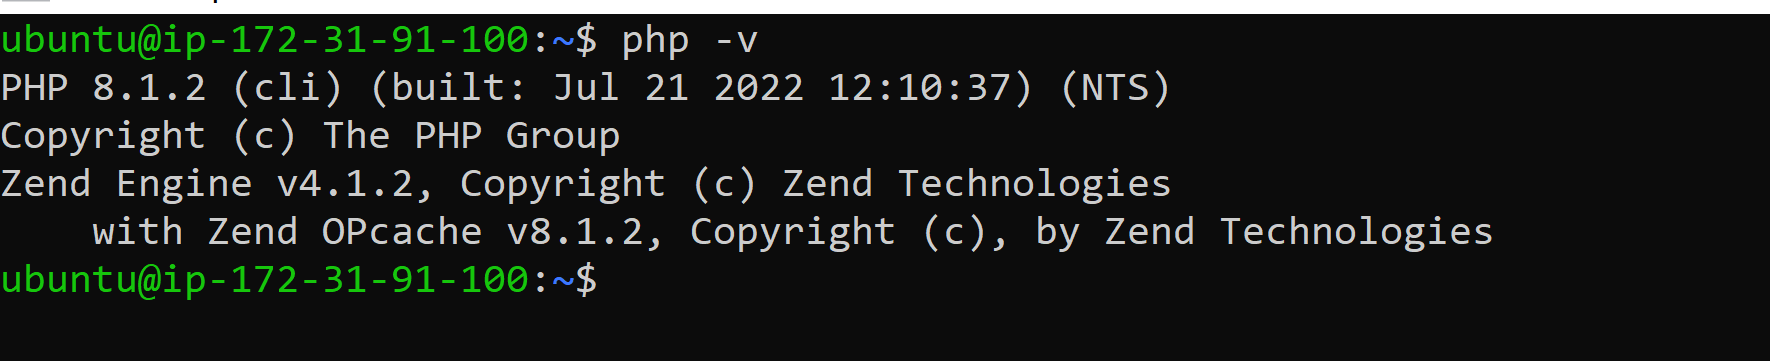 ubuntu@ip-172-31-91-100:~$ php -v
PHP 8.1.2 (cli) (built: Jul 21 2022 12:10:37) (NTS)
Copyright (c) The PHP Group
Zend Engine v4.1.2, Copyright (c) Zend Technologies
    with Zend OPcache v8.1.2, Copyright (c), by Zend Technologies
ubuntu@ip-172-31-91-100:~$